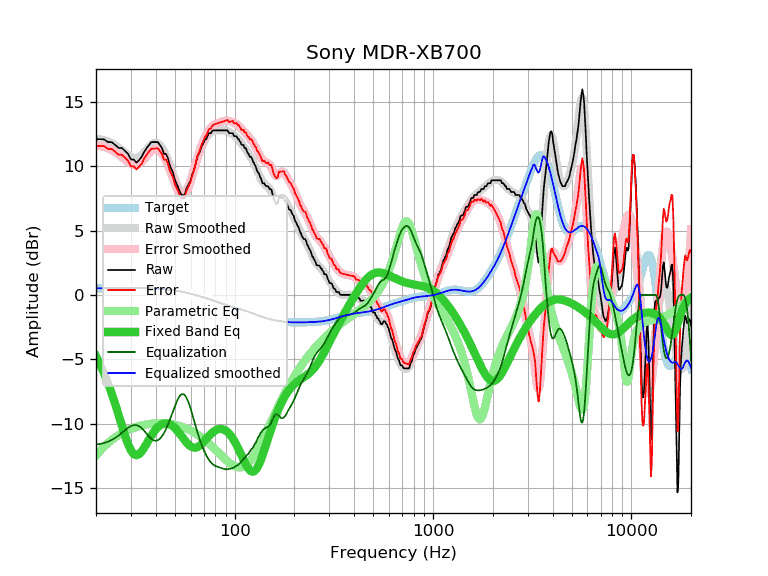 Sony MDR-XB700
Amplitude (dBr)
15
10
5
0
−5
−10
−15
Target
Raw Smoothed
Error Smoothed
Raw
Error
Parametric Eq
Fixed Band Eq
Equalization
Equalized smoothed
100
1000
10000
Frequency (Hz)